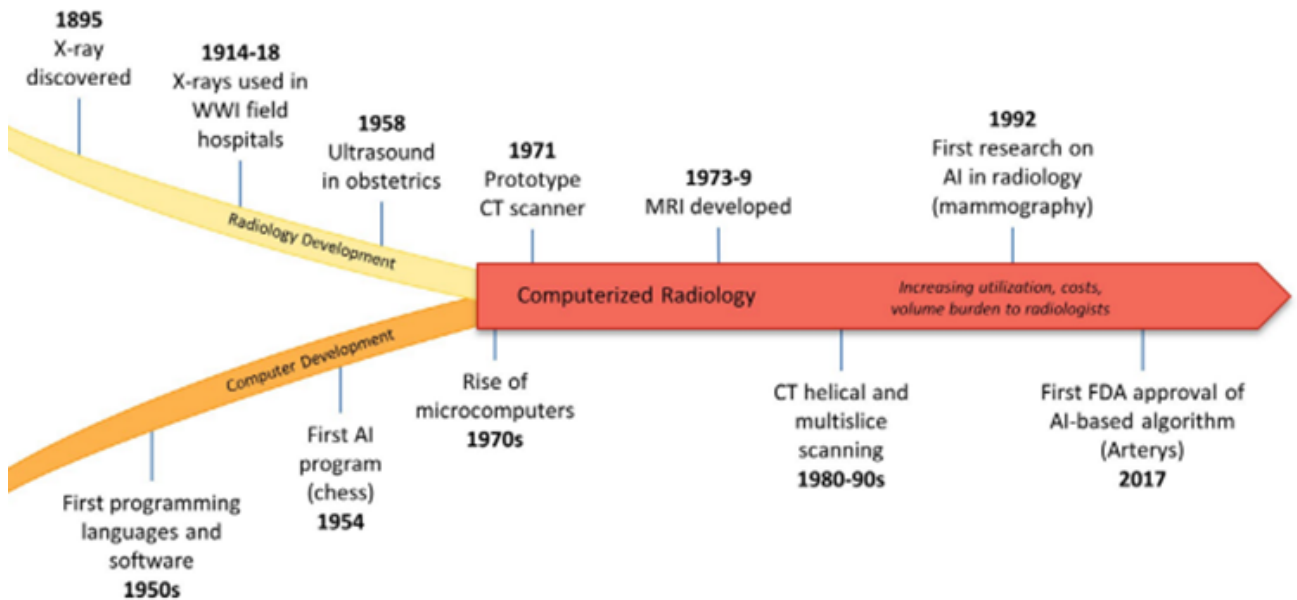 1895
X-ray
discovered
1914-18
X-rays used in
WWI field
hospitals
1958
Ultrasound
in obstetrics
1971
Prototype
CT scanner
1973-9
MRI developed
1992
First research on
AI in radiology
(mammography)
Radiology Development
Computer Development
Computerized Radiology
Increasing utilization, costs,
volume burden to radiologists
First programming
languages and
software
1950s
First AI
program
(chess)
1954
Rise of
microcomputers
1970s
CT helical and
multislice
scanning
1980-90s
First FDA approval of
AI-based algorithm
(Arterys)
2017